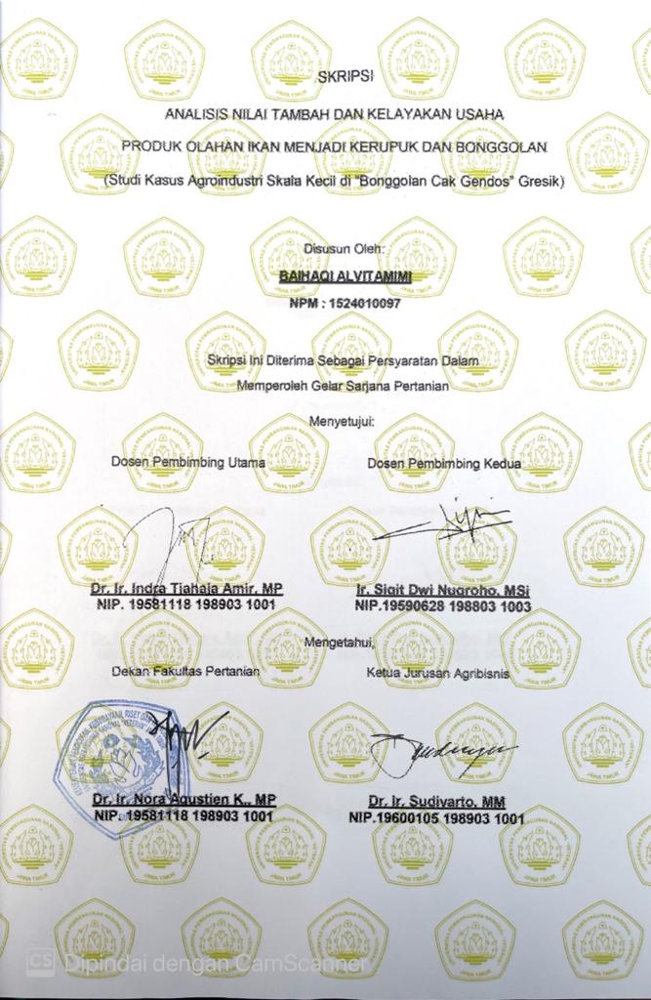 SKRIPSI
ANALISIS NILAI TAMBAH DAN KELAYAKAN USAHA
PRODUK OLAHAN IKAN MENJADI KERUPUK DAN BONGGOLAN
(Studi Kasus Agroindustri Skala Kecil di "Bonggolan Cak Gendos" Gresik)
Disusun Oleh:
BAIHAQI ALVITAMIMI
NPM : 1524010097
Skripsi Ini Diterima Sebagai Persyaratan Dalam
Memperoleh Gelar Sarjana Pertanian
Menyetujui:
Dosen Pembimbing Utama Dosen Pembimbing Kedua
Dr. Ir. Indra Tjahaja Amir, MP Ir. Sigit Dwi Nugroho, MSi
NIP. 19581118 198903 1001 NIP.19590628 198803 1003
Mengetahui,
Dekan Fakultas Pertanian Ketua Jurusan Agribisnis
Dr. Ir. Nora Agustien K., MP Dr. Ir. Sudiyarto, MM
NIP. 19581118 198903 1001 NIP.19600105 198903 1001
CS Dipindai dengan CamScanner